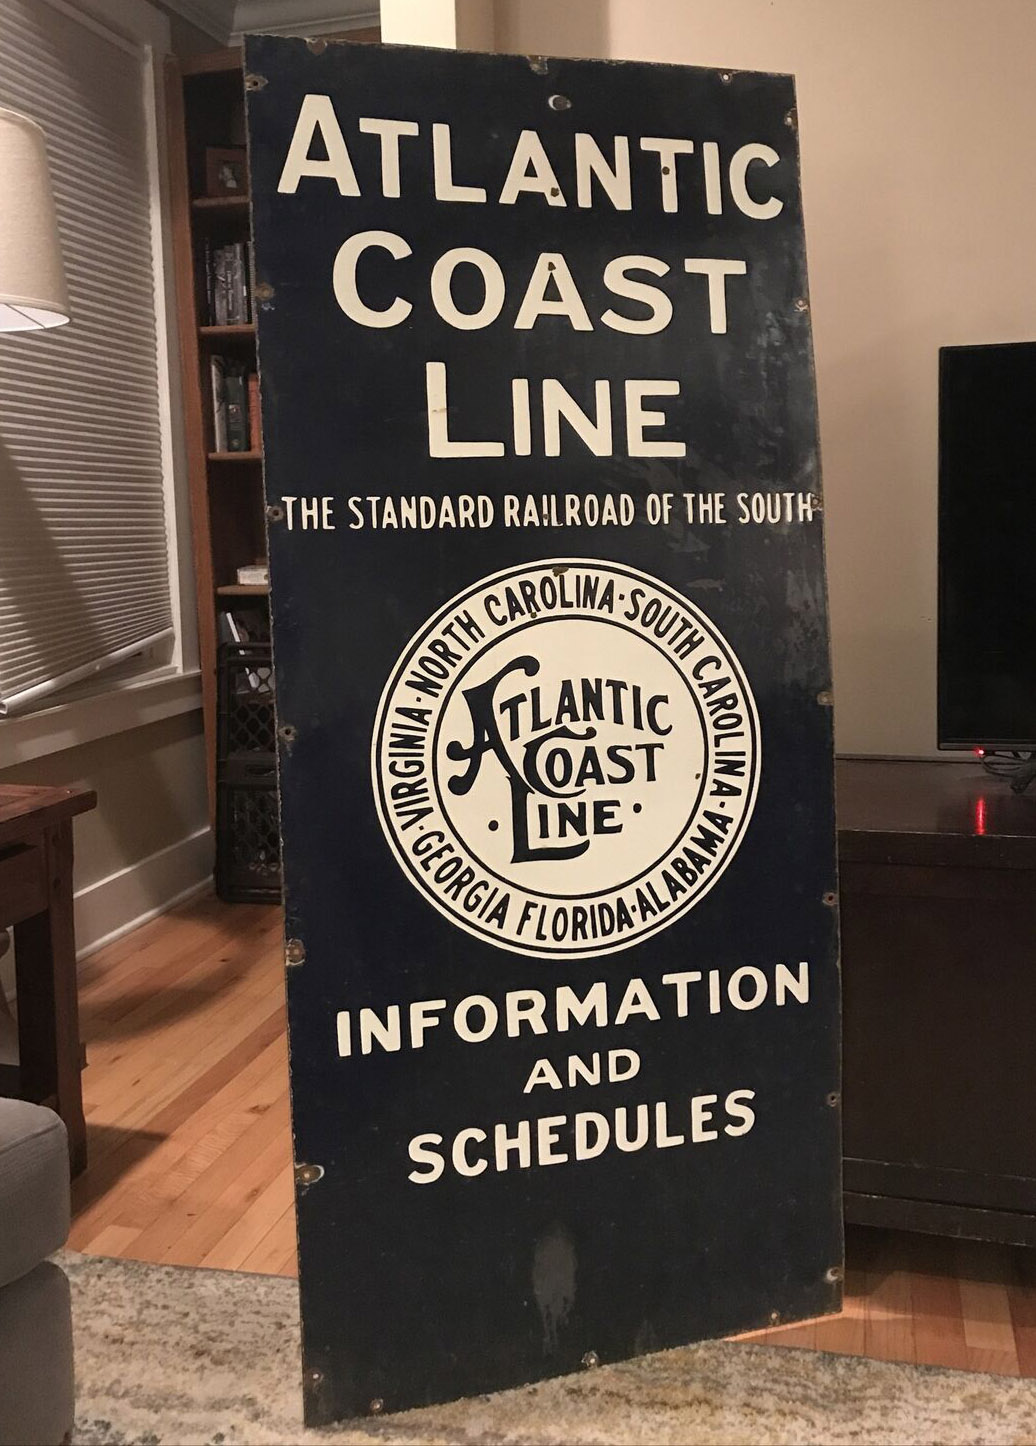 ATLANTIC
COAST
LINE
THE STANDARD RAILROAD OF THE SOUTH
VIRGINIA·NORTH CAROLINA·SOUTH CAROLINA·ALABAMA·FLORIDA GEORGIA·
ATLANTIC
COAST
·LINE·
INFORMATION
AND
SCHEDULES